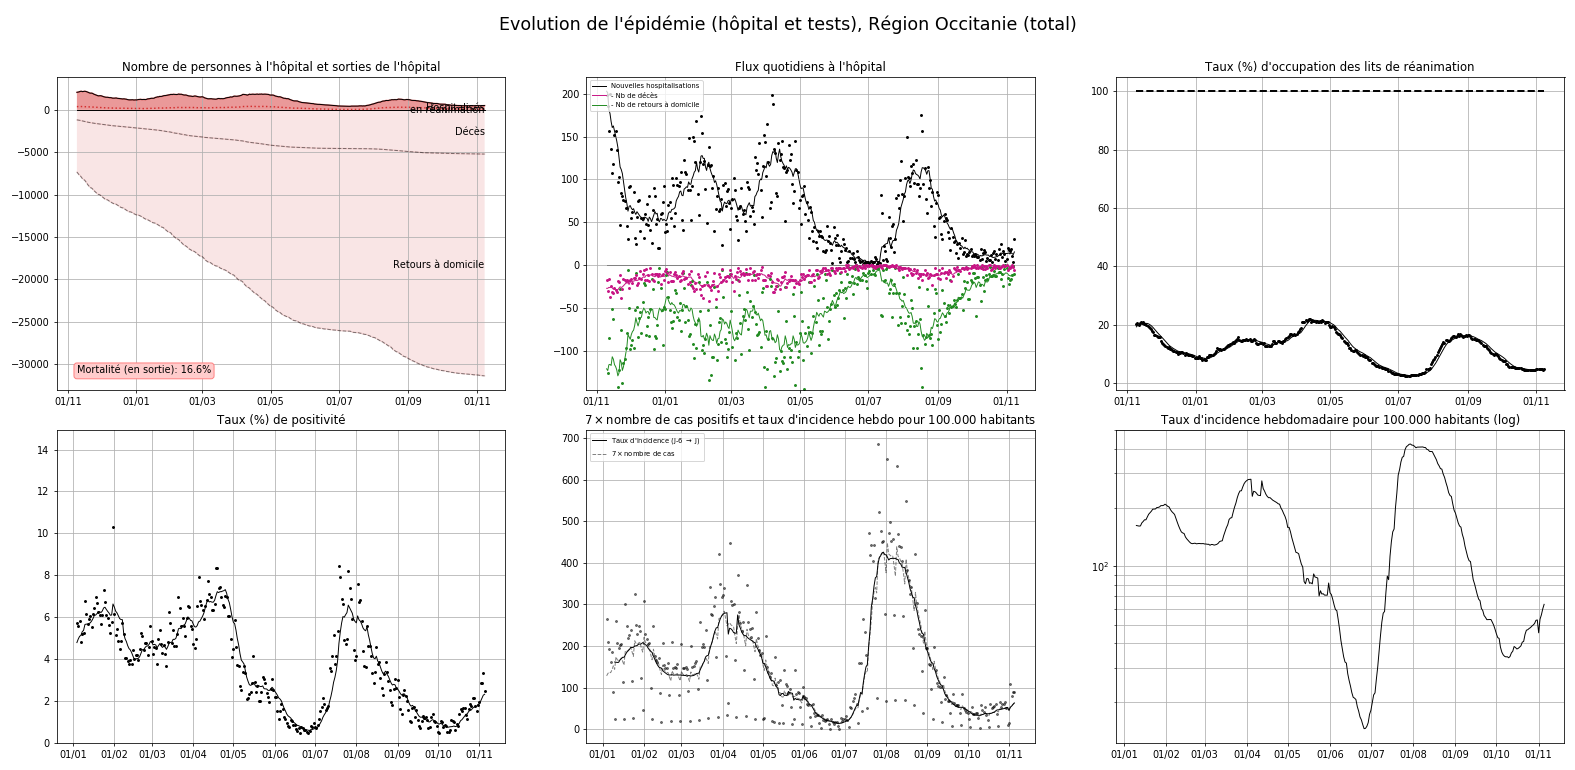 Evolution de l'épidémie (hôpital et tests), Région Occitanie (total)
Nombre de personnes à l'hôpital et sorties de l'hôpital
0
−5000
−10000
−15000
−20000
−25000
−30000
en réanimation
Décès
Retours à domicile
Mortalité (en sortie): 16.6%
01/11 01/01 01/03 01/05 01/07 01/09 01/11
Flux quotidiens à l'hôpital
Nouvelles hospitalisations
- Nb de décès
- Nb de retours à domicile
200
150
100
50
0
−50
−100
01/11 01/01 01/03 01/05 01/07 01/09 01/11
Taux (%) d'occupation des lits de réanimation
100
80
60
40
20
0
01/11 01/01 01/03 01/05 01/07 01/09 01/11
Taux (%) de positivité
14
12
10
8
6
4
2
0
01/01 01/02 01/03 01/04 01/05 01/06 01/07 01/08 01/09 01/10 01/11
7 × nombre de cas positifs et taux d'incidence hebdo pour 100.000 habitants
Taux d'incidence (J-6 → J)
7 × nombre de cas
700
600
500
400
300
200
100
0
01/01 01/02 01/03 01/04 01/05 01/06 01/07 01/08 01/09 01/10 01/11
Taux d'incidence hebdomadaire pour 100.000 habitants (log)
10²
01/01 01/02 01/03 01/04 01/05 01/06 01/07 01/08 01/09 01/10 01/11